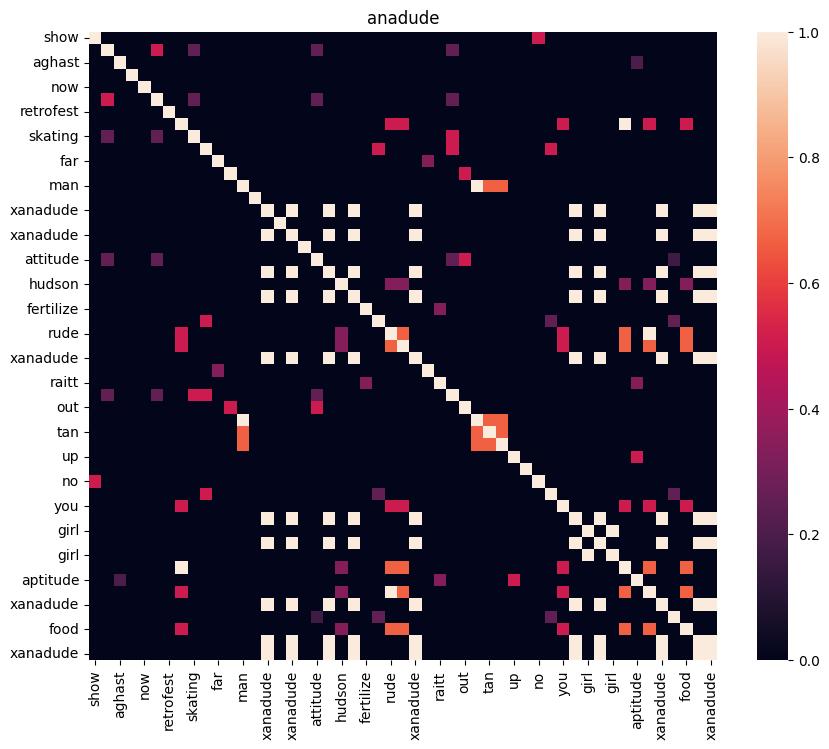 anadude
show
aghast
now
retrofest
skating
far
man
xanadude
xanadude
attitude
hudson
fertilize
rude
xanadude
raitt
out
tan
up
no
you
girl
girl
aptitude
xanadude
food
xanadude
1.0
0.8
0.6
0.4
0.2
0.0
show
aghast
now
retrofest
skating
far
man
xanadude
xanadude
attitude
hudson
fertilize
rude
xanadude
raitt
out
tan
up
no
you
girl
girl
aptitude
xanadude
food
xanadude